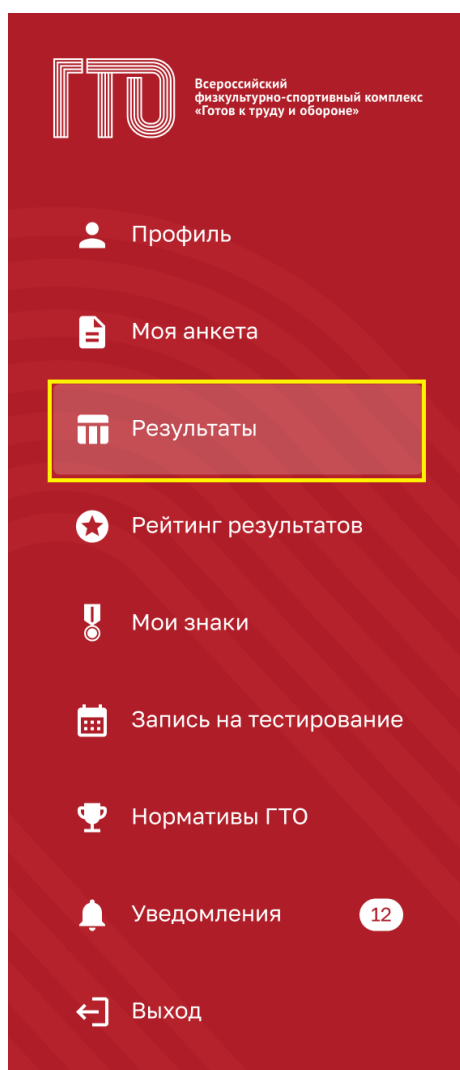 ГТО
Всероссийский
физкультурно-спортивный комплекс
«Готов к труду и обороне»
Профиль
Моя анкета
Результаты
Рейтинг результатов
Мои знаки
Запись на тестирование
Нормативы ГТО
Уведомления 12
Выход